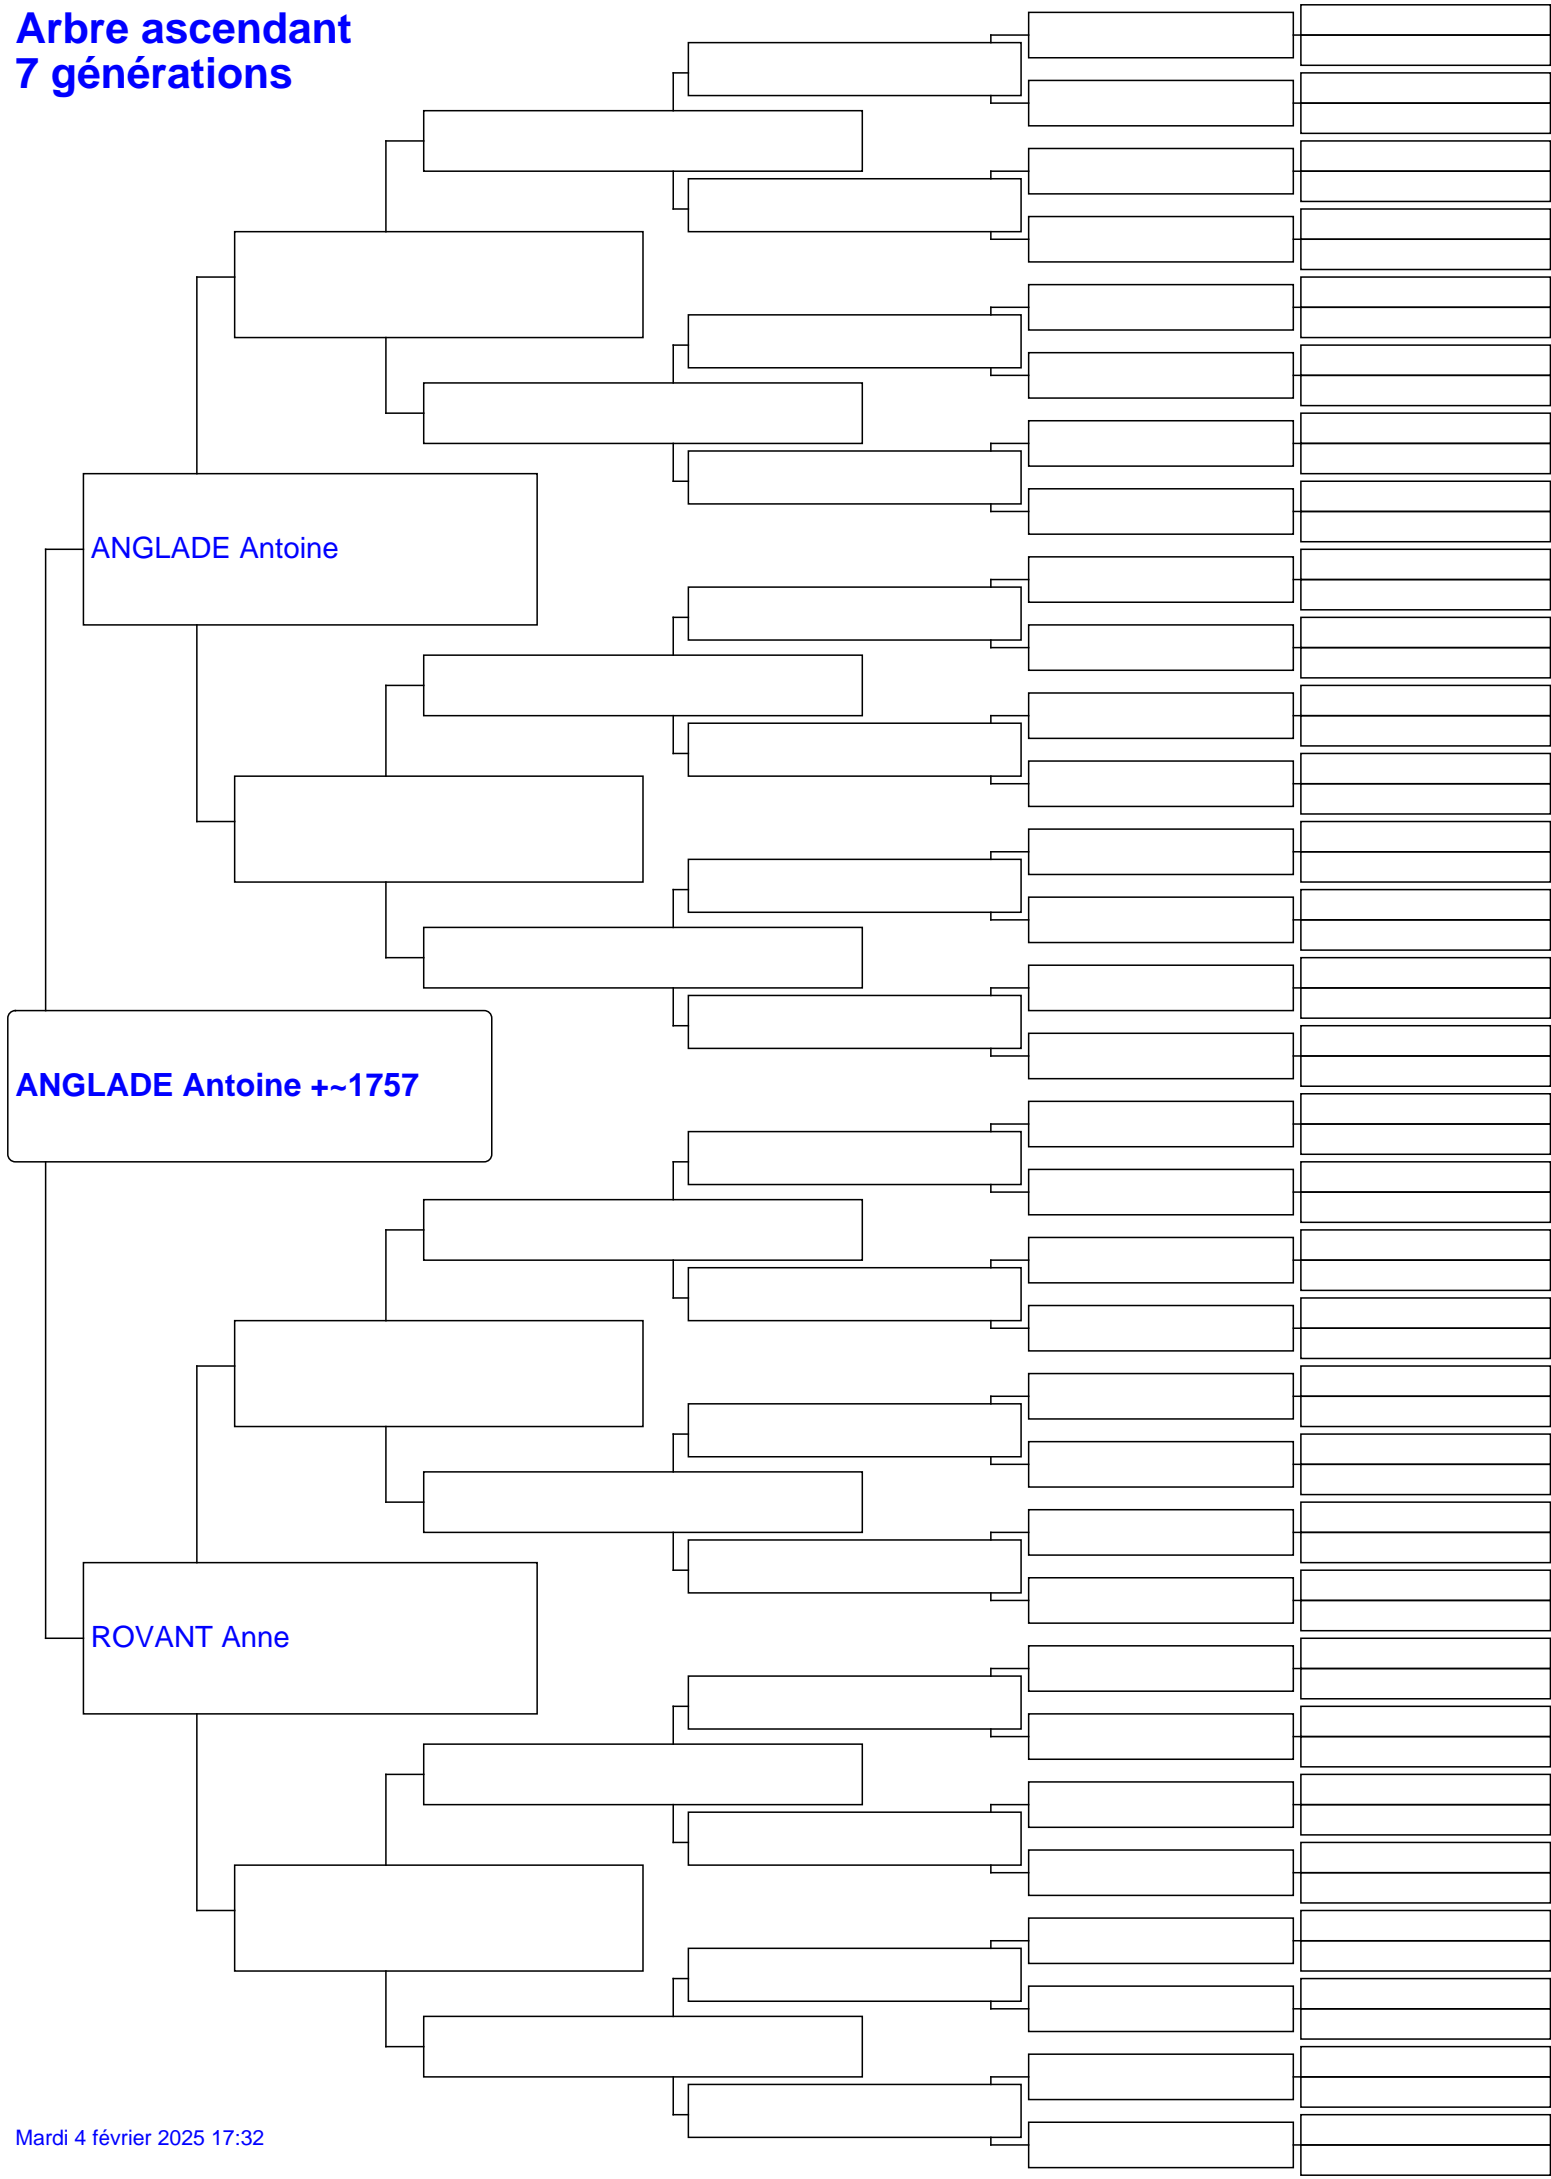 Arbre ascendant
7 générations
ANGLADE Antoine
ANGLADE Antoine +~1757
ROVANT Anne
Mardi 4 février 2025 17:32